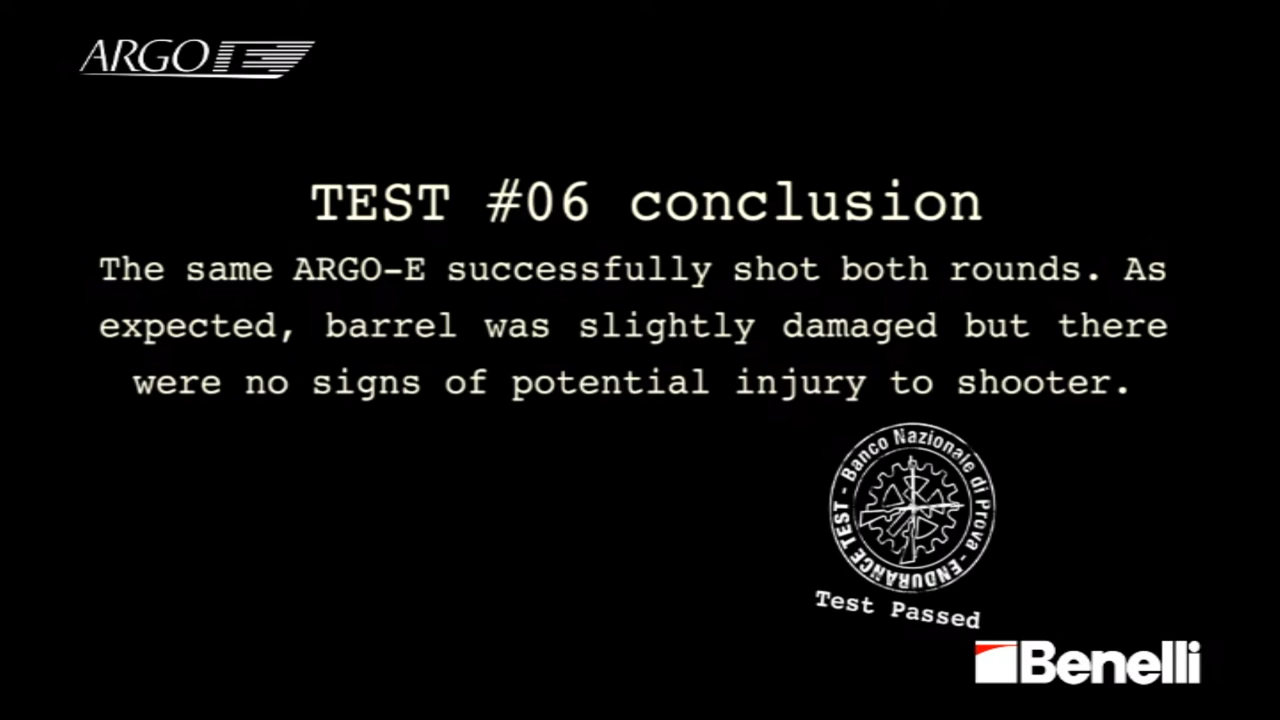 ARGO E
TEST #06 conclusion
The same ARGO-E successfully shot both rounds. As
expected, barrel was slightly damaged but there
were no signs of potential injury to shooter.
Banco Nazionale di Prova - ENDURANCE TEST -
Test Passed
Benelli